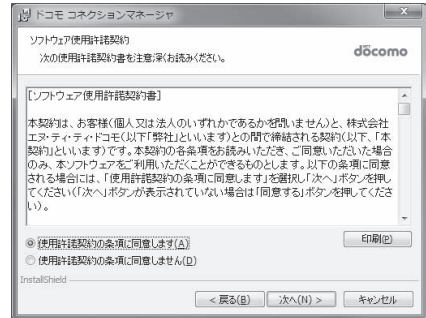 ドコモ コネクションマネージャ
ソフトウェア使用許諾契約
次の契約許諾契約書を注意深くお読みください。
döcomo
[ソフトウェア使用許諾契約書]
本契約は、お客様(個人又は法人のいずれかであるかを問いません)と、株式会社
エヌ・ティ・ティ・ドコモ(以下「弊社」といいます)との間で締結される契約(以下、「本
契約」といいます)です。本契約の各条項をお読みいただき、ご同意いただいた場合
のみ、本ソフトウェアをご利用いただくことができるものとします。以下の条項に同意
される場合には、「使用許諾契約の条項に同意します」を選択し「次へ」ボタンを押し
てください(「次へ」ボタンが表示されていない場合は「同意する」ボタンを押してくださ
い)。
使用許諾契約の条項に同意します(A)
印刷(P)
使用許諾契約の条項に同意しません(D)
InstallShield
< 戻る(B) 次へ(N) > キャンセル